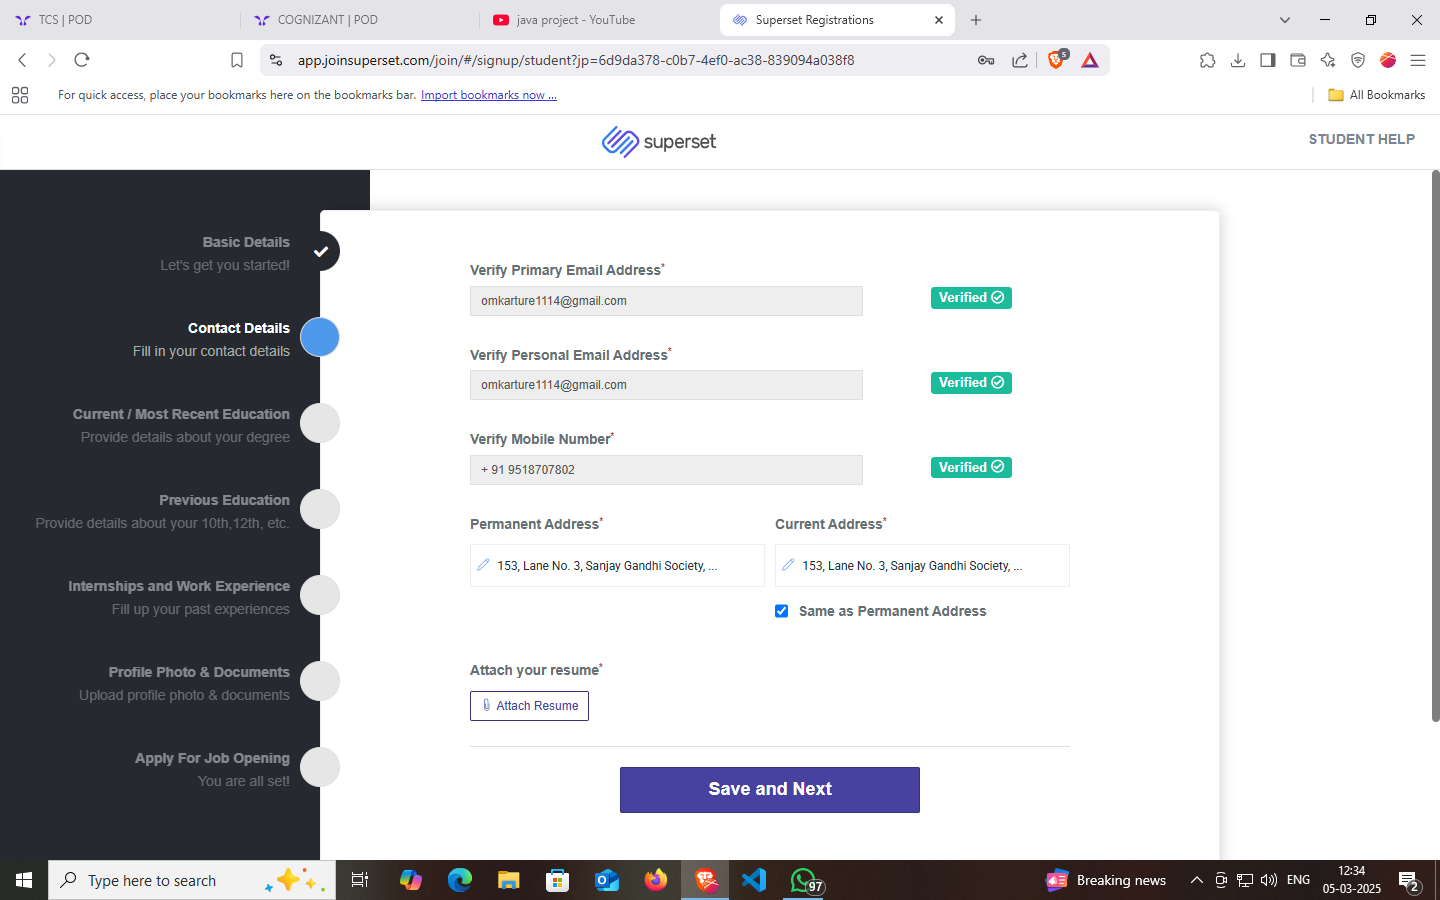 TCS | POD
COGNIZANT | POD
java project - YouTube
Superset Registrations
app.joinsuperset.com/join/#/signup/student?jp=6d9da378-c0b7-4ef0-ac38-839094a038f8
5
For quick access, place your bookmarks here on the bookmarks bar. Import bookmarks now ...
All Bookmarks
superset
STUDENT HELP
Basic Details
Let's get you started!
Contact Details
Fill in your contact details
Current / Most Recent Education
Provide details about your degree
Previous Education
Provide details about your 10th,12th, etc.
Internships and Work Experience
Fill up your past experiences
Profile Photo & Documents
Upload profile photo & documents
Apply For Job Opening
You are all set!
Verify Primary Email Address*
omkarture1114@gmail.com
Verified
Verify Personal Email Address*
omkarture1114@gmail.com
Verified
Verify Mobile Number*
+ 91 9518707802
Verified
Permanent Address*
Current Address*
153, Lane No. 3, Sanjay Gandhi Society, ...
153, Lane No. 3, Sanjay Gandhi Society, ...
Same as Permanent Address
Attach your resume*
Attach Resume
Save and Next
Type here to search
97
Breaking news
ENG
12:34
05-03-2025
2